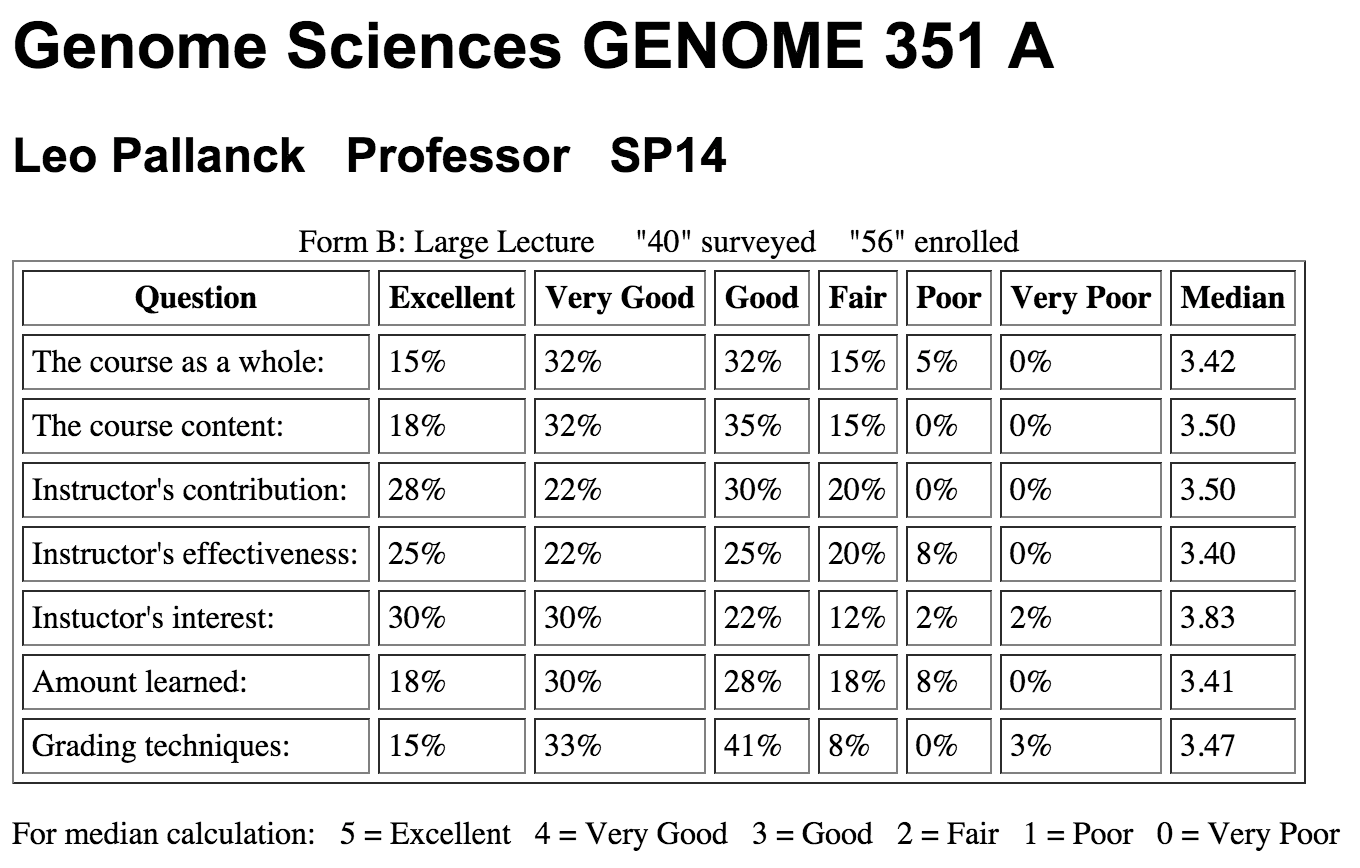 Genome Sciences GENOME 351 A
Leo Pallanck Professor SP14
Form B: Large Lecture "40" surveyed "56" enrolled
Question Excellent Very Good Good Fair Poor Very Poor Median
The course as a whole: 15% 32% 32% 15% 5% 0% 3.42
The course content: 18% 32% 35% 15% 0% 0% 3.50
Instructor's contribution: 28% 22% 30% 20% 0% 0% 3.50
Instructor's effectiveness: 25% 22% 25% 20% 8% 0% 3.40
Instuctor's interest: 30% 30% 22% 12% 2% 2% 3.83
Amount learned: 18% 30% 28% 18% 8% 0% 3.41
Grading techniques: 15% 33% 41% 8% 0% 3% 3.47
For median calculation: 5 = Excellent 4 = Very Good 3 = Good 2 = Fair 1 = Poor 0 = Very Poor